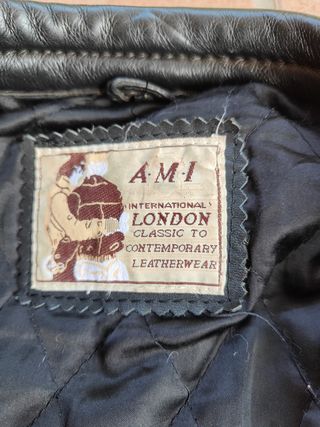 A·M·I
INTERNATIONAL
LONDON
CLASSIC TO
CONTEMPORARY
LEATHERWEAR